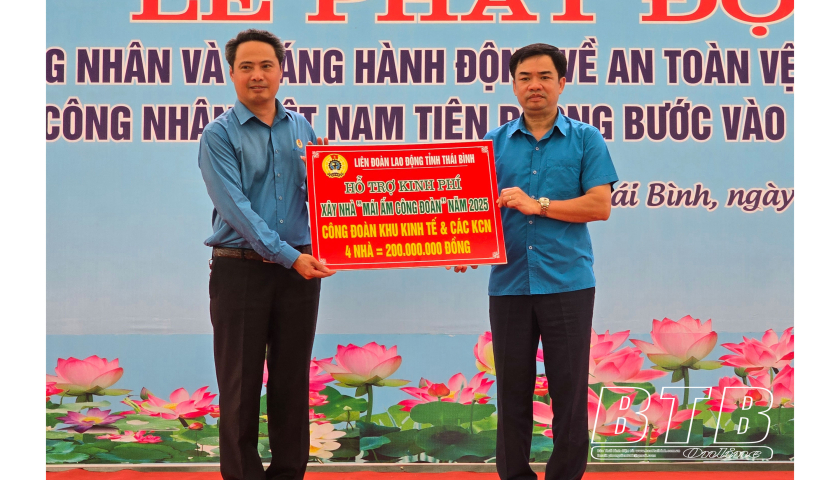 LỄ PHÁT ĐỘ
G NHÂN VÀ ÁNG HÀNH ĐỘNG VỀ AN TOÀN VỆ
CÔNG NHÂN IỆT NAM TIÊN PHONG BƯỚC VÀO
ái Bình, ngày
LIÊN ĐOÀN LAO ĐỘNG TỈNH THÁI BÌNH
HỖ TRỢ KINH PHÍ
XÂY NHÀ "MÁI ẤM CÔNG ĐOÀN" NĂM 2025
CÔNG ĐOÀN KHU KINH TẾ & CÁC KCN
4 NHÀ = 200.000.000 ĐỒNG
BTB
Online